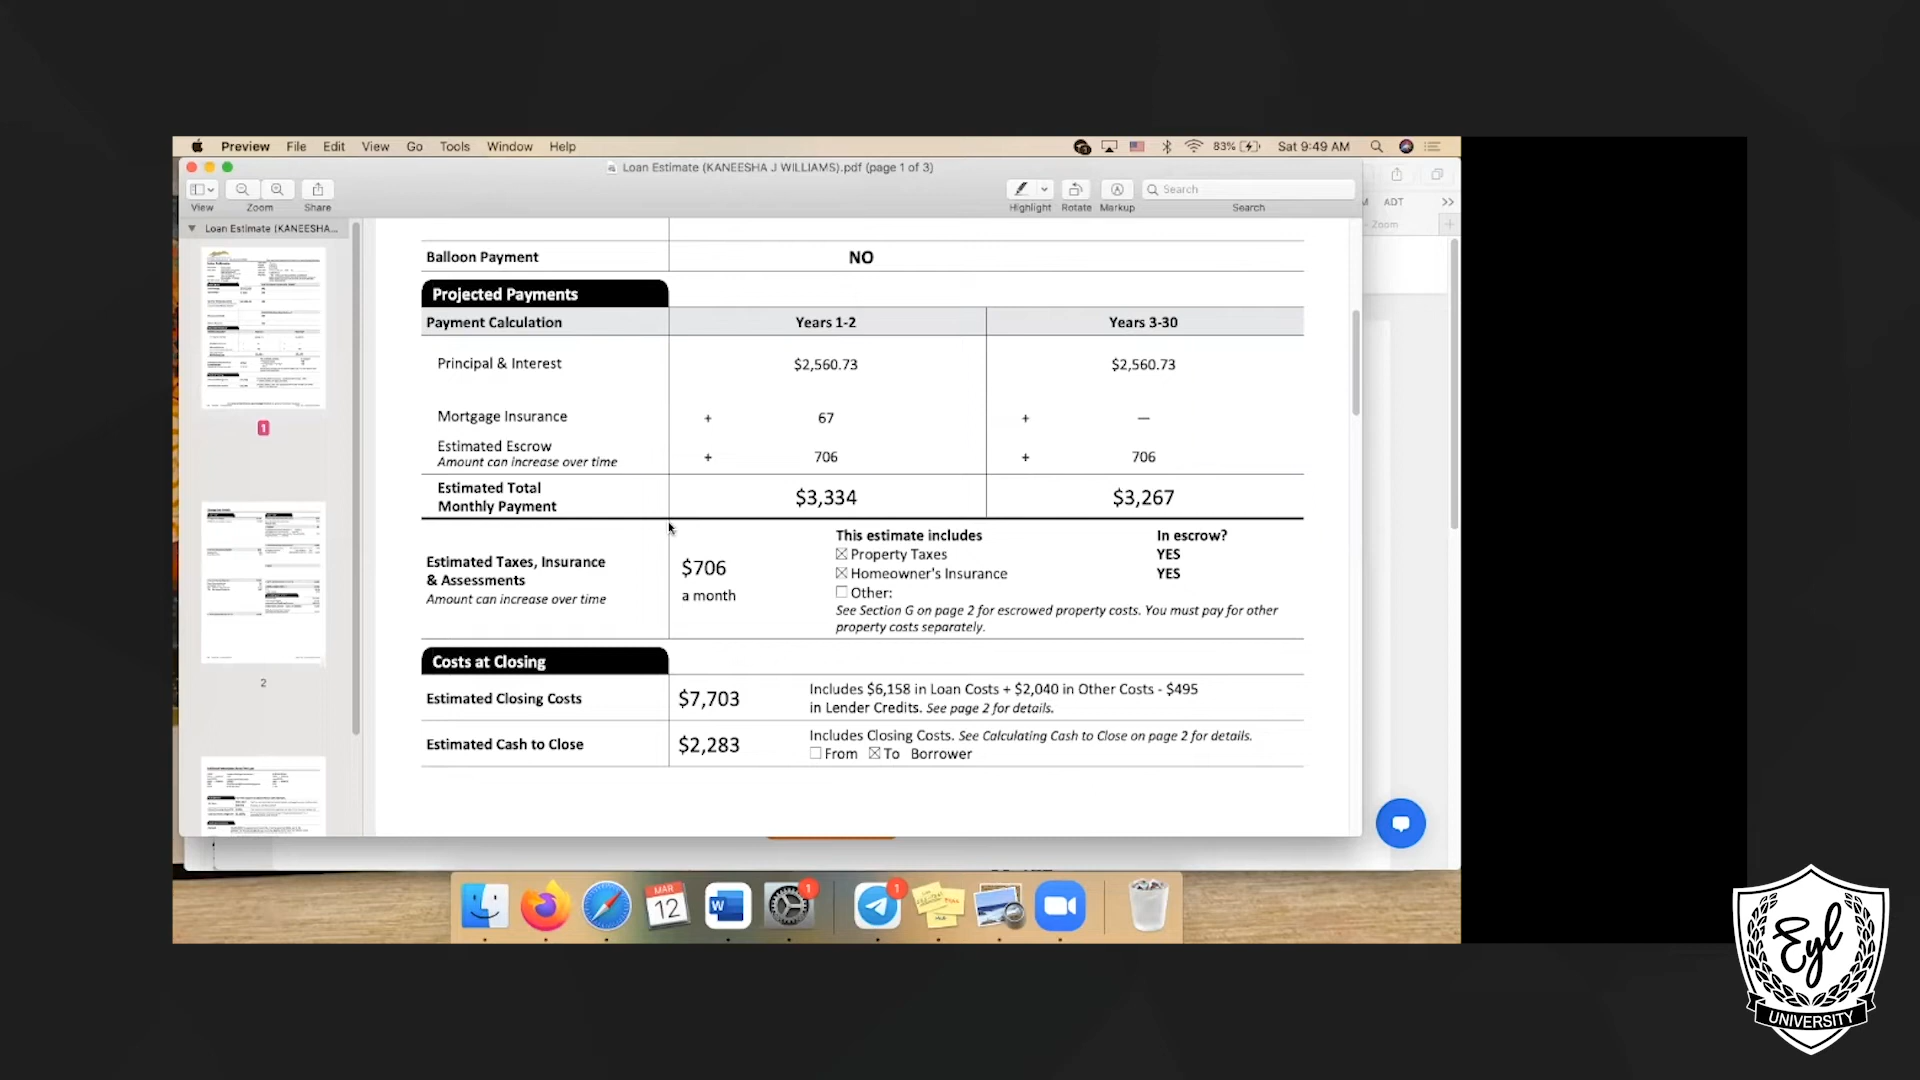 Preview File Edit View Go Tools Window Help 83% Sat 9:49 AM
Loan Estimate (KANEESHA J WILLIAMS).pdf (page 1 of 3)
Search
View Zoom Share Highlight Rotate Markup Search
ADT
Zoom
Loan Estimate (KANEESHA...
1
2
Balloon Payment NO
Projected Payments
Payment Calculation Years 1-2 Years 3-30
Principal & Interest $2,560.73 $2,560.73
Mortgage Insurance + 67 + —
Estimated Escrow
Amount can increase over time + 706 + 706
Estimated Total
Monthly Payment $3,334 $3,267
Estimated Taxes, Insurance
& Assessments
Amount can increase over time
$706
a month
This estimate includes In escrow?
☒ Property Taxes YES
☒ Homeowner's Insurance YES
☐ Other:
See Section G on page 2 for escrowed property costs. You must pay for other
property costs separately.
Costs at Closing
Estimated Closing Costs $7,703 Includes $6,158 in Loan Costs + $2,040 in Other Costs - $495
in Lender Credits. See page 2 for details.
Estimated Cash to Close $2,283 Includes Closing Costs. See Calculating Cash to Close on page 2 for details.
☐ From ☒ To Borrower
MAR
12
W
1
1
Eyl
UNIVERSITY